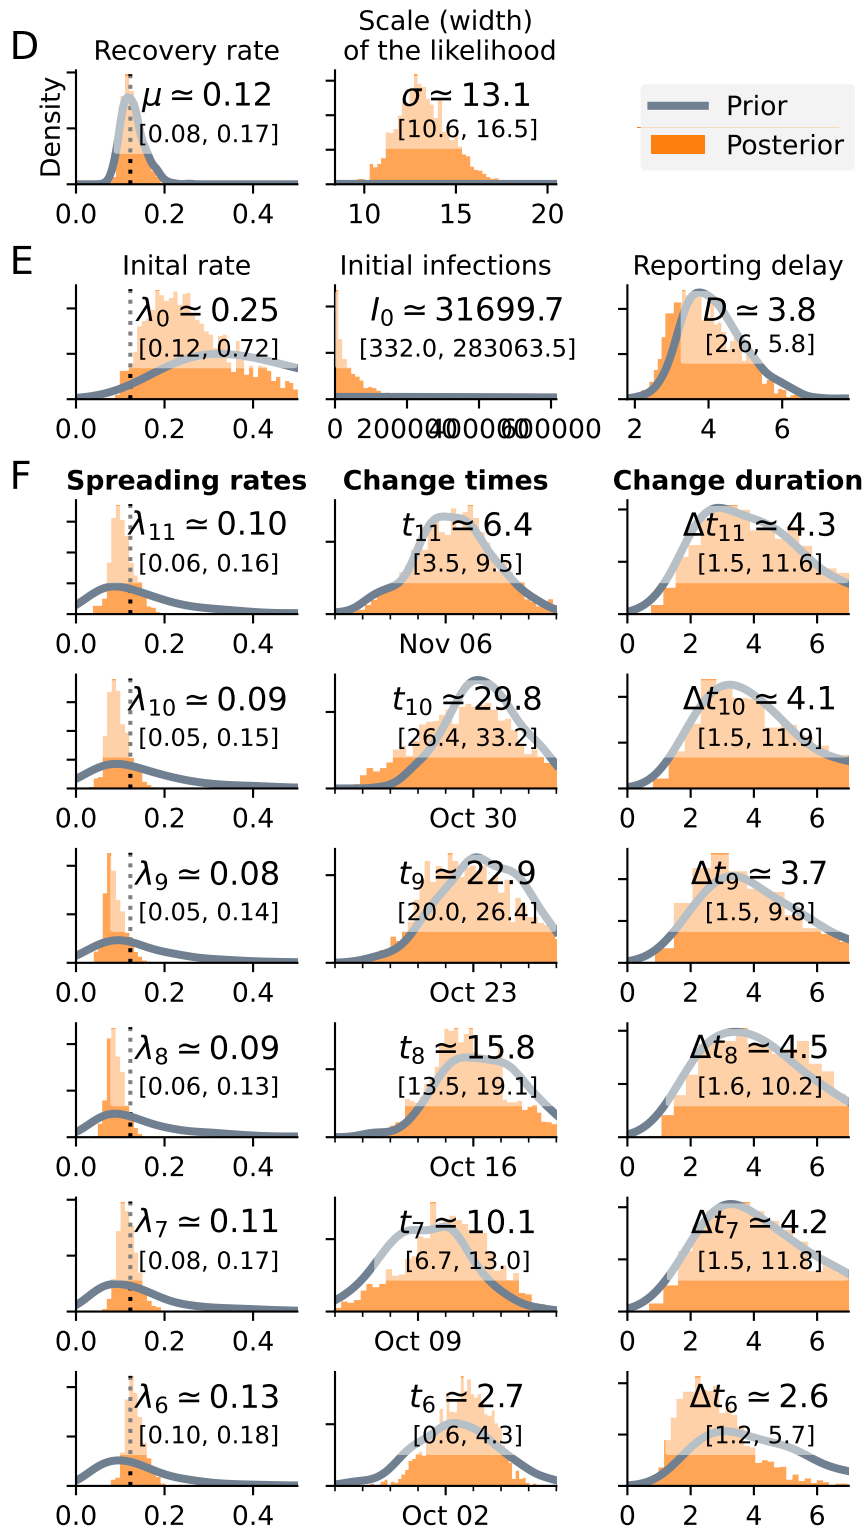 D
Recovery rate
Scale (width)
of the likelihood
Density
μ ≃ 0.12
[0.08, 0.17]
σ ≃ 13.1
[10.6, 16.5]
Prior
Posterior
0.0 0.2 0.4
10 15 20
E
Inital rate
Initial infections
Reporting delay
λ0 ≃ 0.25
[0.12, 0.72]
I0 ≃ 31699.7
[332.0, 283063.5]
D ≃ 3.8
[2.6, 5.8]
0.0 0.2 0.4
0 200000 400000 600000
2 4 6
F
Spreading rates
Change times
Change duration
λ11 ≃ 0.10
[0.06, 0.16]
t11 ≃ 6.4
[3.5, 9.5]
Δt11 ≃ 4.3
[1.5, 11.6]
0.0 0.2 0.4
Nov 06
0 2 4 6
λ10 ≃ 0.09
[0.05, 0.15]
t10 ≃ 29.8
[26.4, 33.2]
Δt10 ≃ 4.1
[1.5, 11.9]
0.0 0.2 0.4
Oct 30
0 2 4 6
λ9 ≃ 0.08
[0.05, 0.14]
t9 ≃ 22.9
[20.0, 26.4]
Δt9 ≃ 3.7
[1.5, 9.8]
0.0 0.2 0.4
Oct 23
0 2 4 6
λ8 ≃ 0.09
[0.06, 0.13]
t8 ≃ 15.8
[13.5, 19.1]
Δt8 ≃ 4.5
[1.6, 10.2]
0.0 0.2 0.4
Oct 16
0 2 4 6
λ7 ≃ 0.11
[0.08, 0.17]
t7 ≃ 10.1
[6.7, 13.0]
Δt7 ≃ 4.2
[1.5, 11.8]
0.0 0.2 0.4
Oct 09
0 2 4 6
λ6 ≃ 0.13
[0.10, 0.18]
t6 ≃ 2.7
[0.6, 4.3]
Δt6 ≃ 2.6
[1.2, 5.7]
0.0 0.2 0.4
Oct 02
0 2 4 6